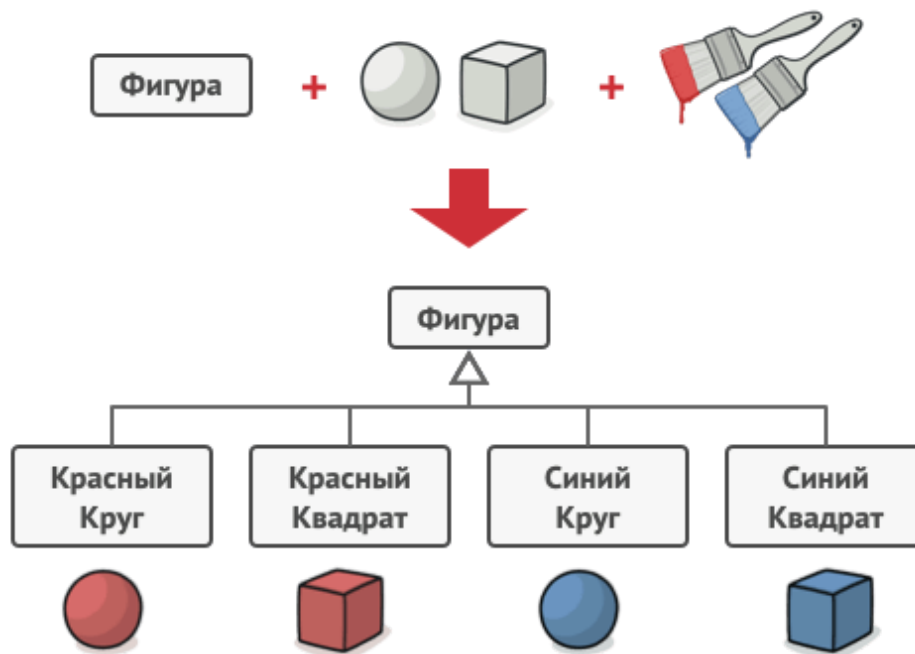 Фигура + +
Фигура
Красный Круг
Красный Квадрат
Синий Круг
Синий Квадрат